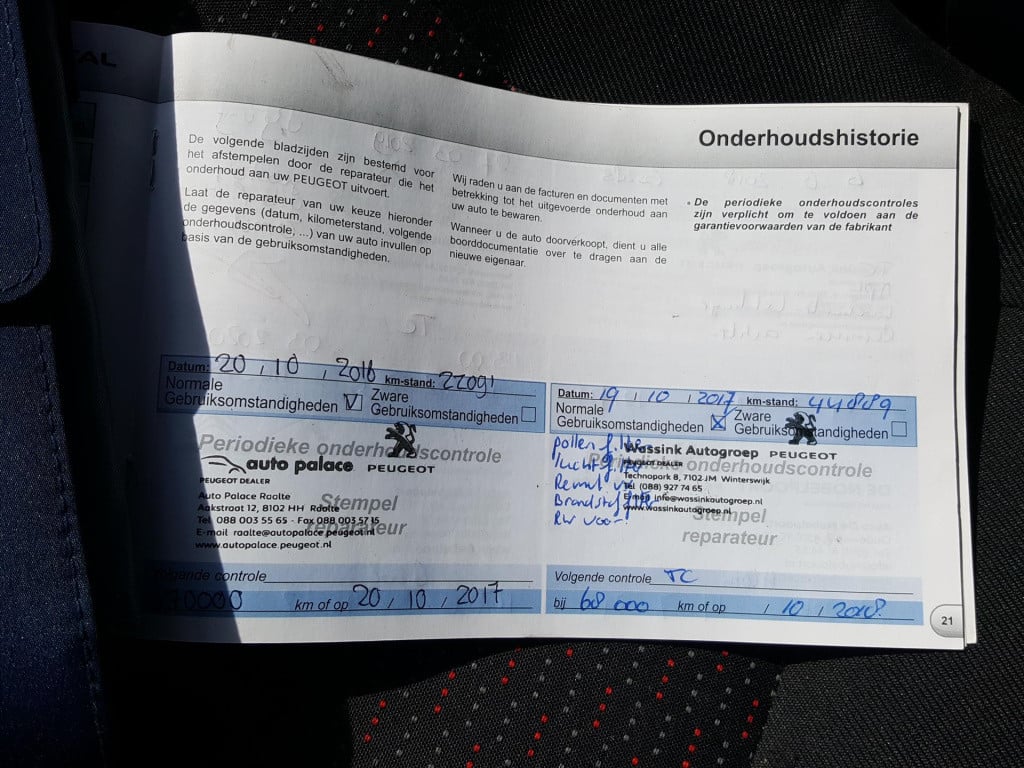 Onderhoudshistorie
De volgende bladzijden zijn bestemd voor
het afstempelen door de reparateur die het
onderhoud aan uw PEUGEOT uitvoert.
Laat de reparateur van uw keuze hieronder
de gegevens (datum, kilometerstand, volgende
onderhoudscontrole, ...) van uw auto invullen op
basis van de gebruiksomstandigheden.
Wij raden u aan de facturen en documenten met
betrekking tot het uitgevoerde onderhoud aan
uw auto te bewaren.
Wanneer u de auto doorverkoopt, dient u alle
boorddocumentatie over te dragen aan de
nieuwe eigenaar.
• De periodieke onderhoudscontroles
zijn verplicht om te voldoen aan de
garantievoorwaarden van de fabrikant
Datum: 20 / 10 / 2016 km-stand: 22091
Normale
Gebruiksomstandigheden V
Zware
Gebruiksomstandigheden
Periodieke onderhoudscontrole
auto palace PEUGEOT
PEUGEOT DEALER
Auto Palace Raalte
Aakstraat 12, 8102 HH Raalte
Tel 088 003 55 65 - Fax 088 003 57 15
E-mail raalte@autopalace.peugeot.nl
www.autopalace.peugeot.nl
Stempel
reparateur
Volgende controle
70000 km of op 20 / 10 / 2017
Datum: 19 / 10 / 2017 km-stand: 44889
Normale
Gebruiksomstandigheden X
Zware
Gebruiksomstandigheden
pollenfilter
luchtfilter
Brandstoffilter
Wassink Autogroep PEUGEOT
PEUGEOT DEALER
Periodieke onderhoudscontrole
Technopark 8, 7102 JM Winterswijk
Tel (088) 927 74 65
E-mail info@wassinkautogroep.nl
www.wassinkautogroep.nl
Stempel
reparateur
Volgende controle TC
bij 68 000 km of op / 10 / 2018
21